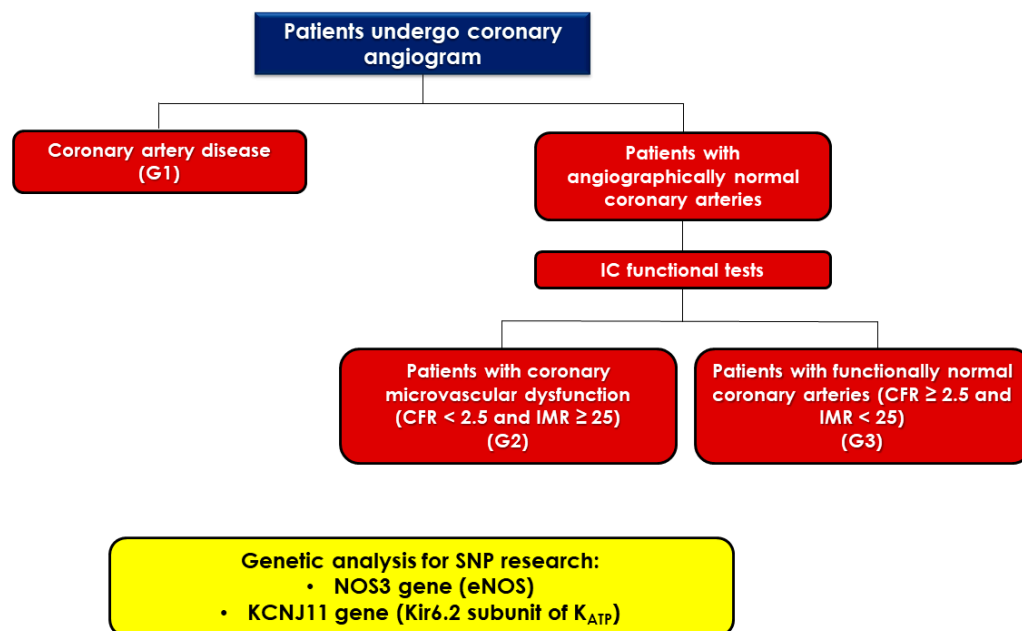 Patients undergo coronary
angiogram
Coronary artery disease
(G1)
Patients with
angiographically normal
coronary arteries
IC functional tests
Patients with coronary
microvascular dysfunction
(CFR < 2.5 and IMR ≥ 25)
(G2)
Patients with functionally normal
coronary arteries (CFR ≥ 2.5 and
IMR < 25)
(G3)
Genetic analysis for SNP research:
• NOS3 gene (eNOS)
• KCNJ11 gene (Kir6.2 subunit of K_ATP)